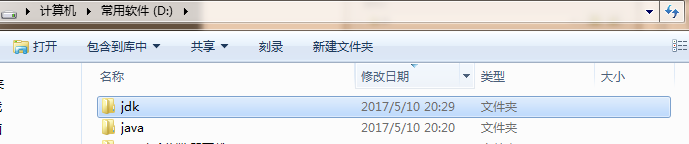 计算机 常用软件 (D:)
打开 包含到库中 共享 刻录 新建文件夹
名称 修改日期 类型 大小
jdk 2017/5/10 20:29 文件夹
java 2017/5/10 20:20 文件夹